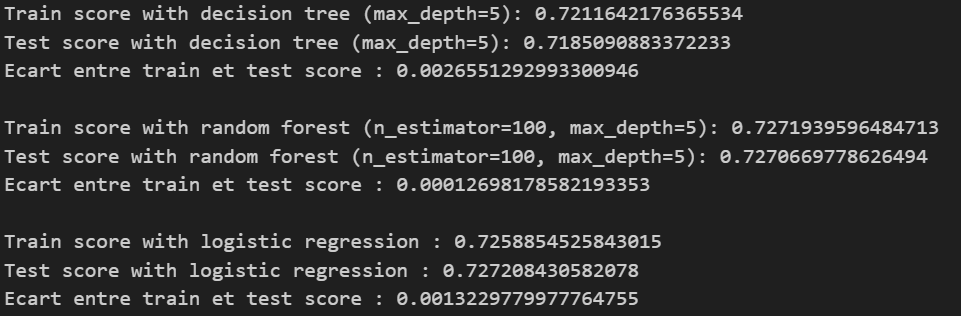 Train score with decision tree (max_depth=5): 0.7211642176365534
Test score with decision tree (max_depth=5): 0.7185090883372233
Ecart entre train et test score : 0.0026551292993300946
Train score with random forest (n_estimator=100, max_depth=5): 0.7271939596484713
Test score with random forest (n_estimator=100, max_depth=5): 0.7270669778626494
Ecart entre train et test score : 0.00012698178582193353
Train score with logistic regression : 0.7258854525843015
Test score with logistic regression : 0.727208430582078
Ecart entre train et test score : 0.0013229779977764755